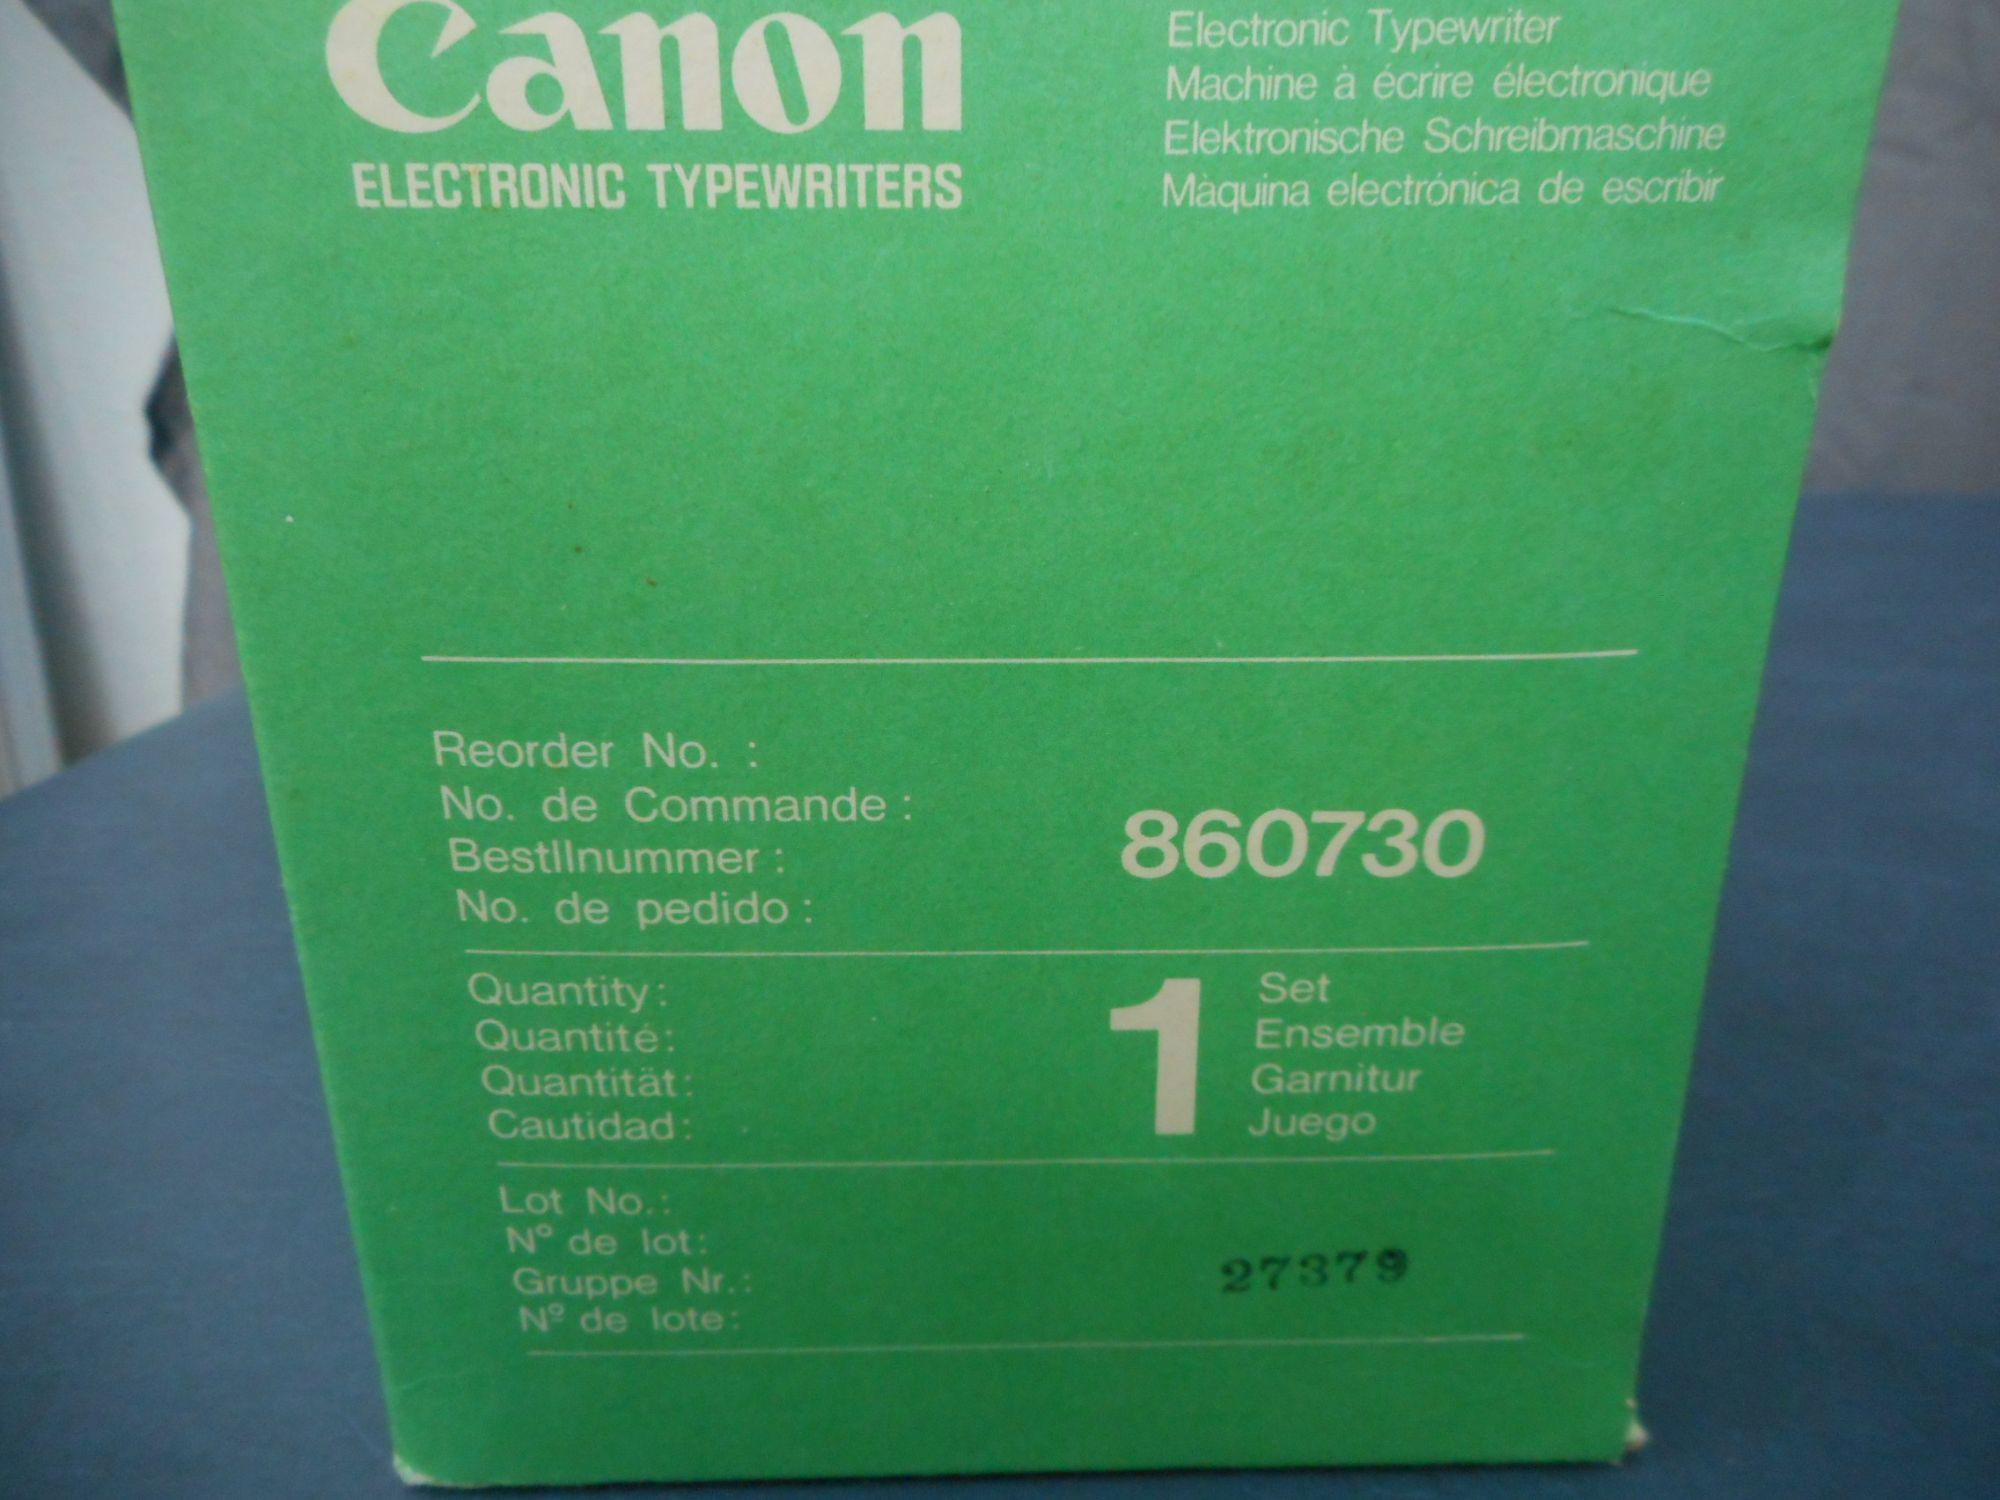 Canon
ELECTRONIC TYPEWRITERS
Electronic Typewriter
Machine à écrire électronique
Elektronische Schreibmaschine
Màquina electrónica de escribir
Reorder No. :
No. de Commande :
Bestllnummer :
No. de pedido :
860730
Quantity:
Quantité:
Quantität:
Cautidad:
1
Set
Ensemble
Garnitur
Juego
Lot No.:
Nº de lot:
Gruppe Nr.:
Nº de lote:
27379